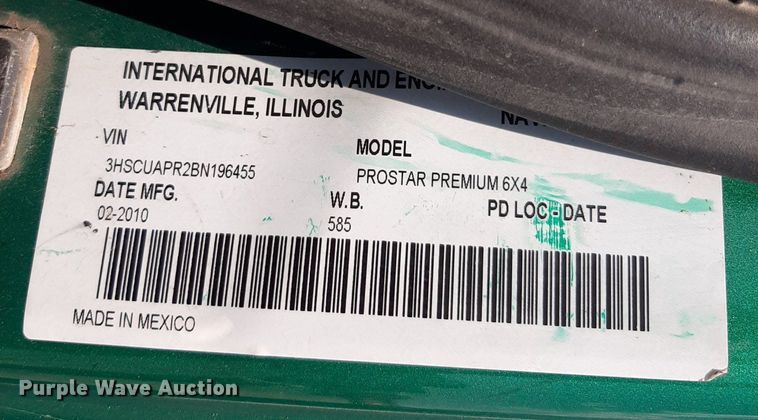 INTERNATIONAL TRUCK AND
WARRENVILLE, ILLINOIS
VIN
3HSCUAPR2BN196455
MODEL
PROSTAR PREMIUM 6X4
DATE MFG.
02-2010
W.B.
585
PD LOC - DATE
MADE IN MEXICO
Purple Wave Auction